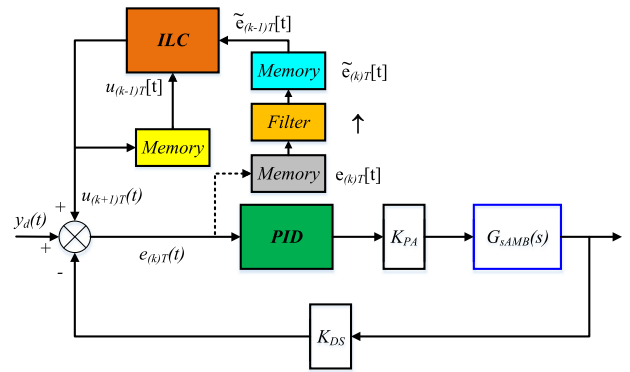 ILC
ẽ(k-1)T[t]
u(k-1)T[t]
Memory
ẽ(k)T[t]
Filter
↑
Memory
Memory
e(k)T[t]
u(k+1)T(t)
+
yd(t)
+
-
e(k)T(t)
PID
KPA
GsAMB(s)
KDS